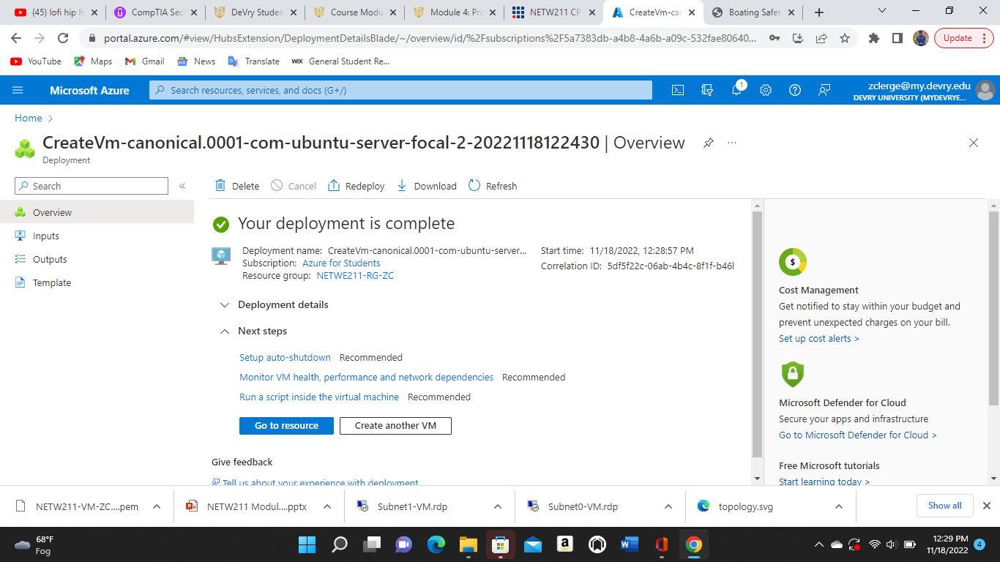 (45) lofi hip h
CompTIA Sec
DeVry Studen
Course Modu
Module 4: Pro
NETW211 CP
CreateVm-can
Boating Safet
portal.azure.com/#view/HubsExtension/DeploymentDetailsBlade/~/overview/id/%2Fsubscriptions%2F5a7383db-a4b8-4a6b-a09c-532fae80640...
Update
YouTube
Maps
Gmail
News
Translate
WIX
General Student Re...
Microsoft Azure
Search resources, services, and docs (G+/)
1
zclerge@my.devry.edu
DEVRY UNIVERSITY (MYDEVRYE...
Home
CreateVm-canonical.0001-com-ubuntu-server-focal-2-20221118122430 | Overview
Deployment
Search
Delete
Cancel
Redeploy
Download
Refresh
Overview
Inputs
Outputs
Template
Your deployment is complete
Deployment name: CreateVm-canonical.0001-com-ubuntu-server...
Subscription: Azure for Students
Resource group: NETWE211-RG-ZC
Start time: 11/18/2022, 12:28:57 PM
Correlation ID: 5df5f22c-06ab-4b4c-8f1f-b46l
Deployment details
Next steps
Setup auto-shutdown Recommended
Monitor VM health, performance and network dependencies Recommended
Run a script inside the virtual machine Recommended
Go to resource
Create another VM
Give feedback
Tell us about your experience with deployment
$
Cost Management
Get notified to stay within your budget and
prevent unexpected charges on your bill.
Set up cost alerts >
Microsoft Defender for Cloud
Secure your apps and infrastructure
Go to Microsoft Defender for Cloud >
Free Microsoft tutorials
Start learning today >
NETW211-VM-ZC....pem
NETW211 Modul....pptx
Subnet1-VM.rdp
Subnet0-VM.rdp
topology.svg
Show all
68°F
Fog
12:29 PM
11/18/2022
4